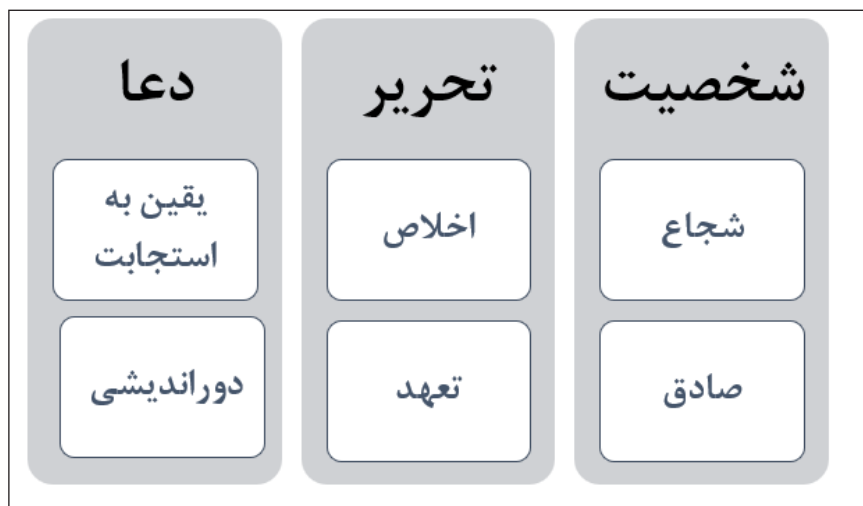 شخصیت
شجاع
صادق
تحریر
اخلاص
تعهد
دعا
یقین به
استجابت
دوراندیشی